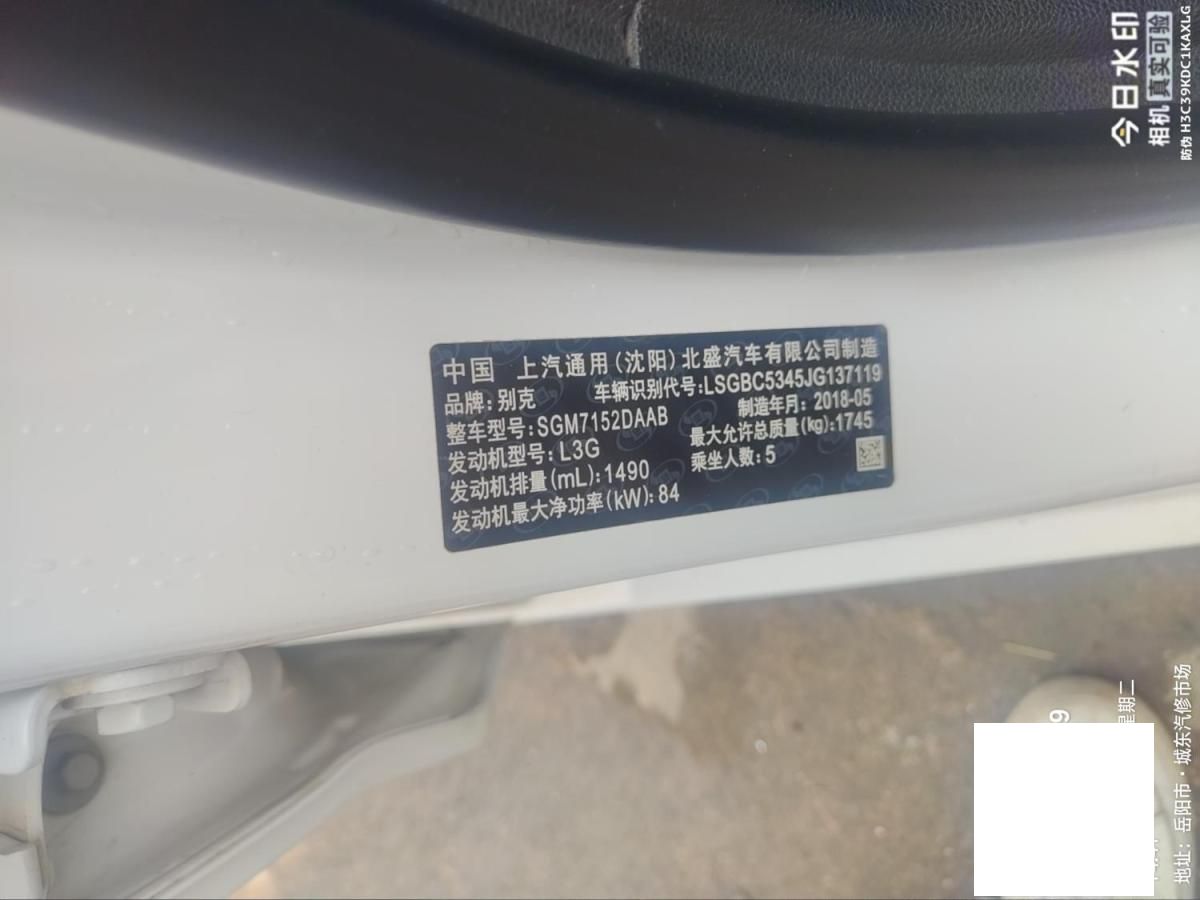 中国 上汽通用(沈阳)北盛汽车有限公司制造
品牌:别克 车辆识别代号:LSGBC5345JG137119
整车型号:SGM7152DAAB 制造年月:2018-05
发动机型号:L3G 最大允许总质量(kg):1745
发动机排量(mL):1490 乘坐人数:5
发动机最大净功率(kW):84
今日水印
相机 真实可验
防伪 H3C39KDC1KAXLG
9
星期二
地址:岳阳市·城东汽修市场